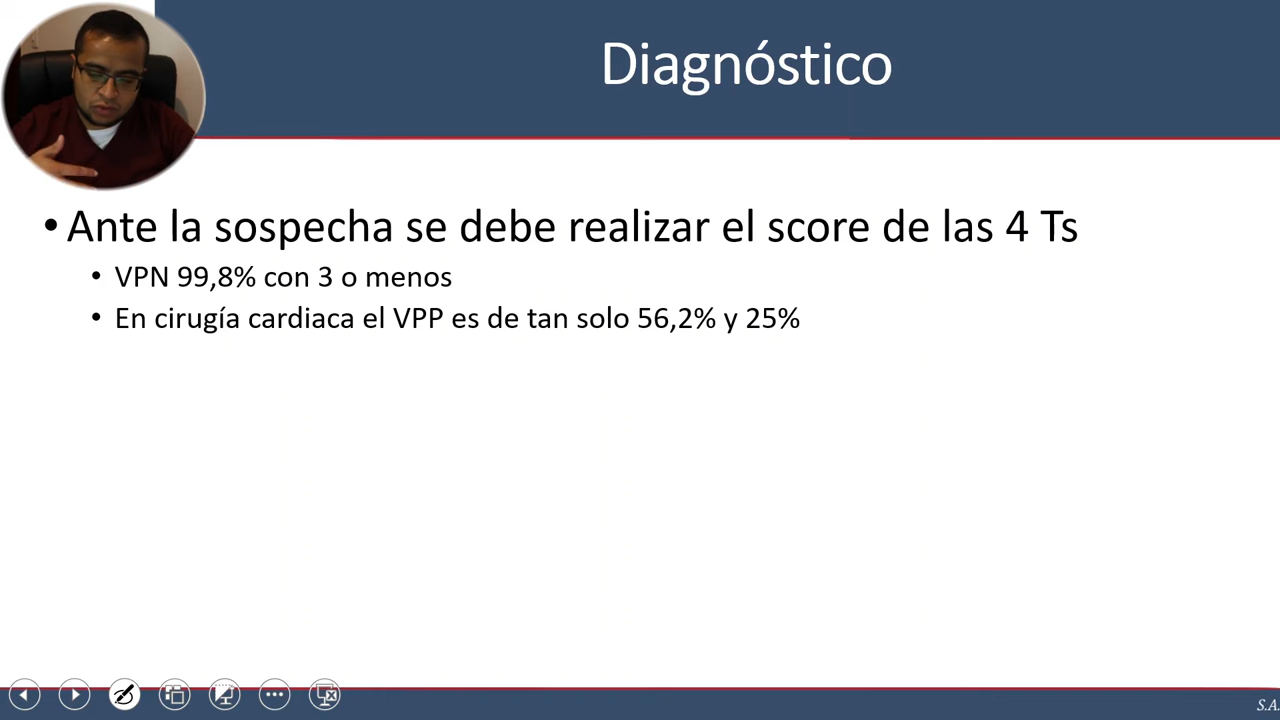 Diagnóstico
• Ante la sospecha se debe realizar el score de las 4 Ts
• VPN 99,8% con 3 o menos
• En cirugía cardiaca el VPP es de tan solo 56,2% y 25%
S.A.